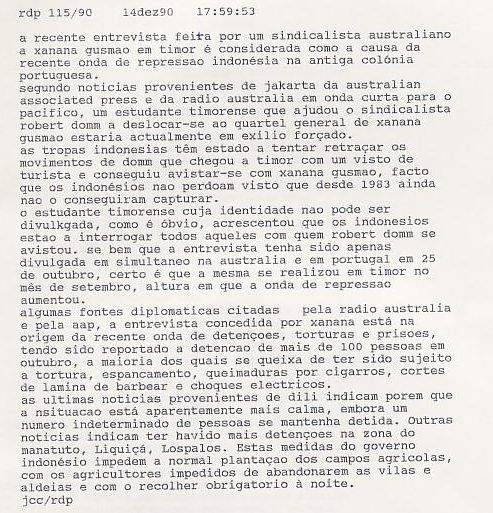 rdp 115/90    14dez90   17:59:53
a recente entrevista feita por um sindicalista australiano
a xanana gusmao em timor é considerada como a causa da
recente onda de repressao indonésia na antiga colónia
portuguesa.
segundo noticias provenientes de jakarta da australian
associated press e da radio australia em onda curta para o
pacifico, um estudante timorense que ajudou o sindicalista
robert domm a deslocar-se ao quartel general de xanana
gusmao estaria actualmente em exilio forçado.
as tropas indonesias têm estado a tentar retraçar os
movimentos de domm que chegou a timor com um visto de
turista e conseguiu avistar-se com xanana gusmao, facto
que os indonésios nao perdoam visto que desde 1983 ainda
nao o conseguiram capturar.
o estudante timorense cuja identidade nao pode ser
divulkgada, como é óbvio, acrescentou que os indonesios
estao a interrogar todos aqueles com quem robert domm se
avistou. se bem que a entrevista tenha sido apenas
divulgada em simultaneo na australia e em portugal em 25
de outubro, certo é que a mesma se realizou em timor no
mês de setembro, altura em que a onda de repressao
aumentou.
algumas fontes diplomaticas citadas   pela radio australia
e pela aap, a entrevista concedida por xanana está na
origem da recente onda de detençoes, torturas e prisoes,
tendo sido reportado a detencao de mais de 100 pessoas em
outubro, a maioria dos quais se queixa de ter sido sujeito
a tortura, espancamento, queimaduras por cigarros, cortes
de lamina de barbear e choques electricos.
as ultimas noticias provenientes de dili indicam porem que
a nsituacao está aparentemente mais calma, embora um
numero indeterminado de pessoas se mantenha detida. Outras
noticias indicam ter havido mais detençoes na zona do
manatuto, Liquiçá, Lospalos. Estas medidas do governo
indonésio impedem a normal plantaçao dos campos agricolas,
com os agricultores impedidos de abandonarem as vilas e
aldeias e com o recolher obrigatorio à noite.
jcc/rdp